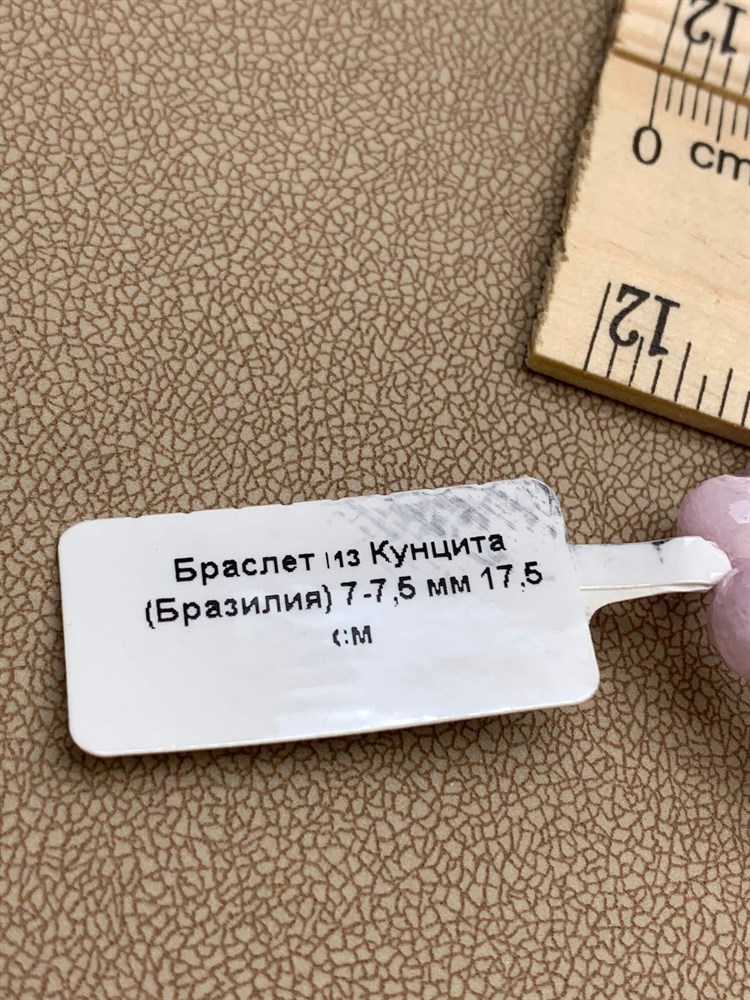 12
0 cm
12
Браслет из Кунцита
(Бразилия) 7-7,5 мм 17,5
см